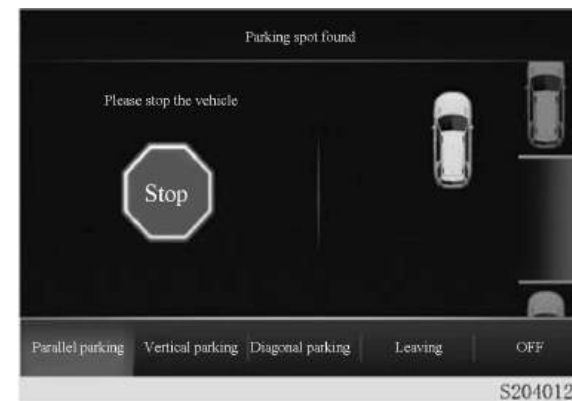 Parking spot found
Please stop the vehicle
Stop
Parallel parking Vertical parking Diagonal parking Leaving OFF
S204012